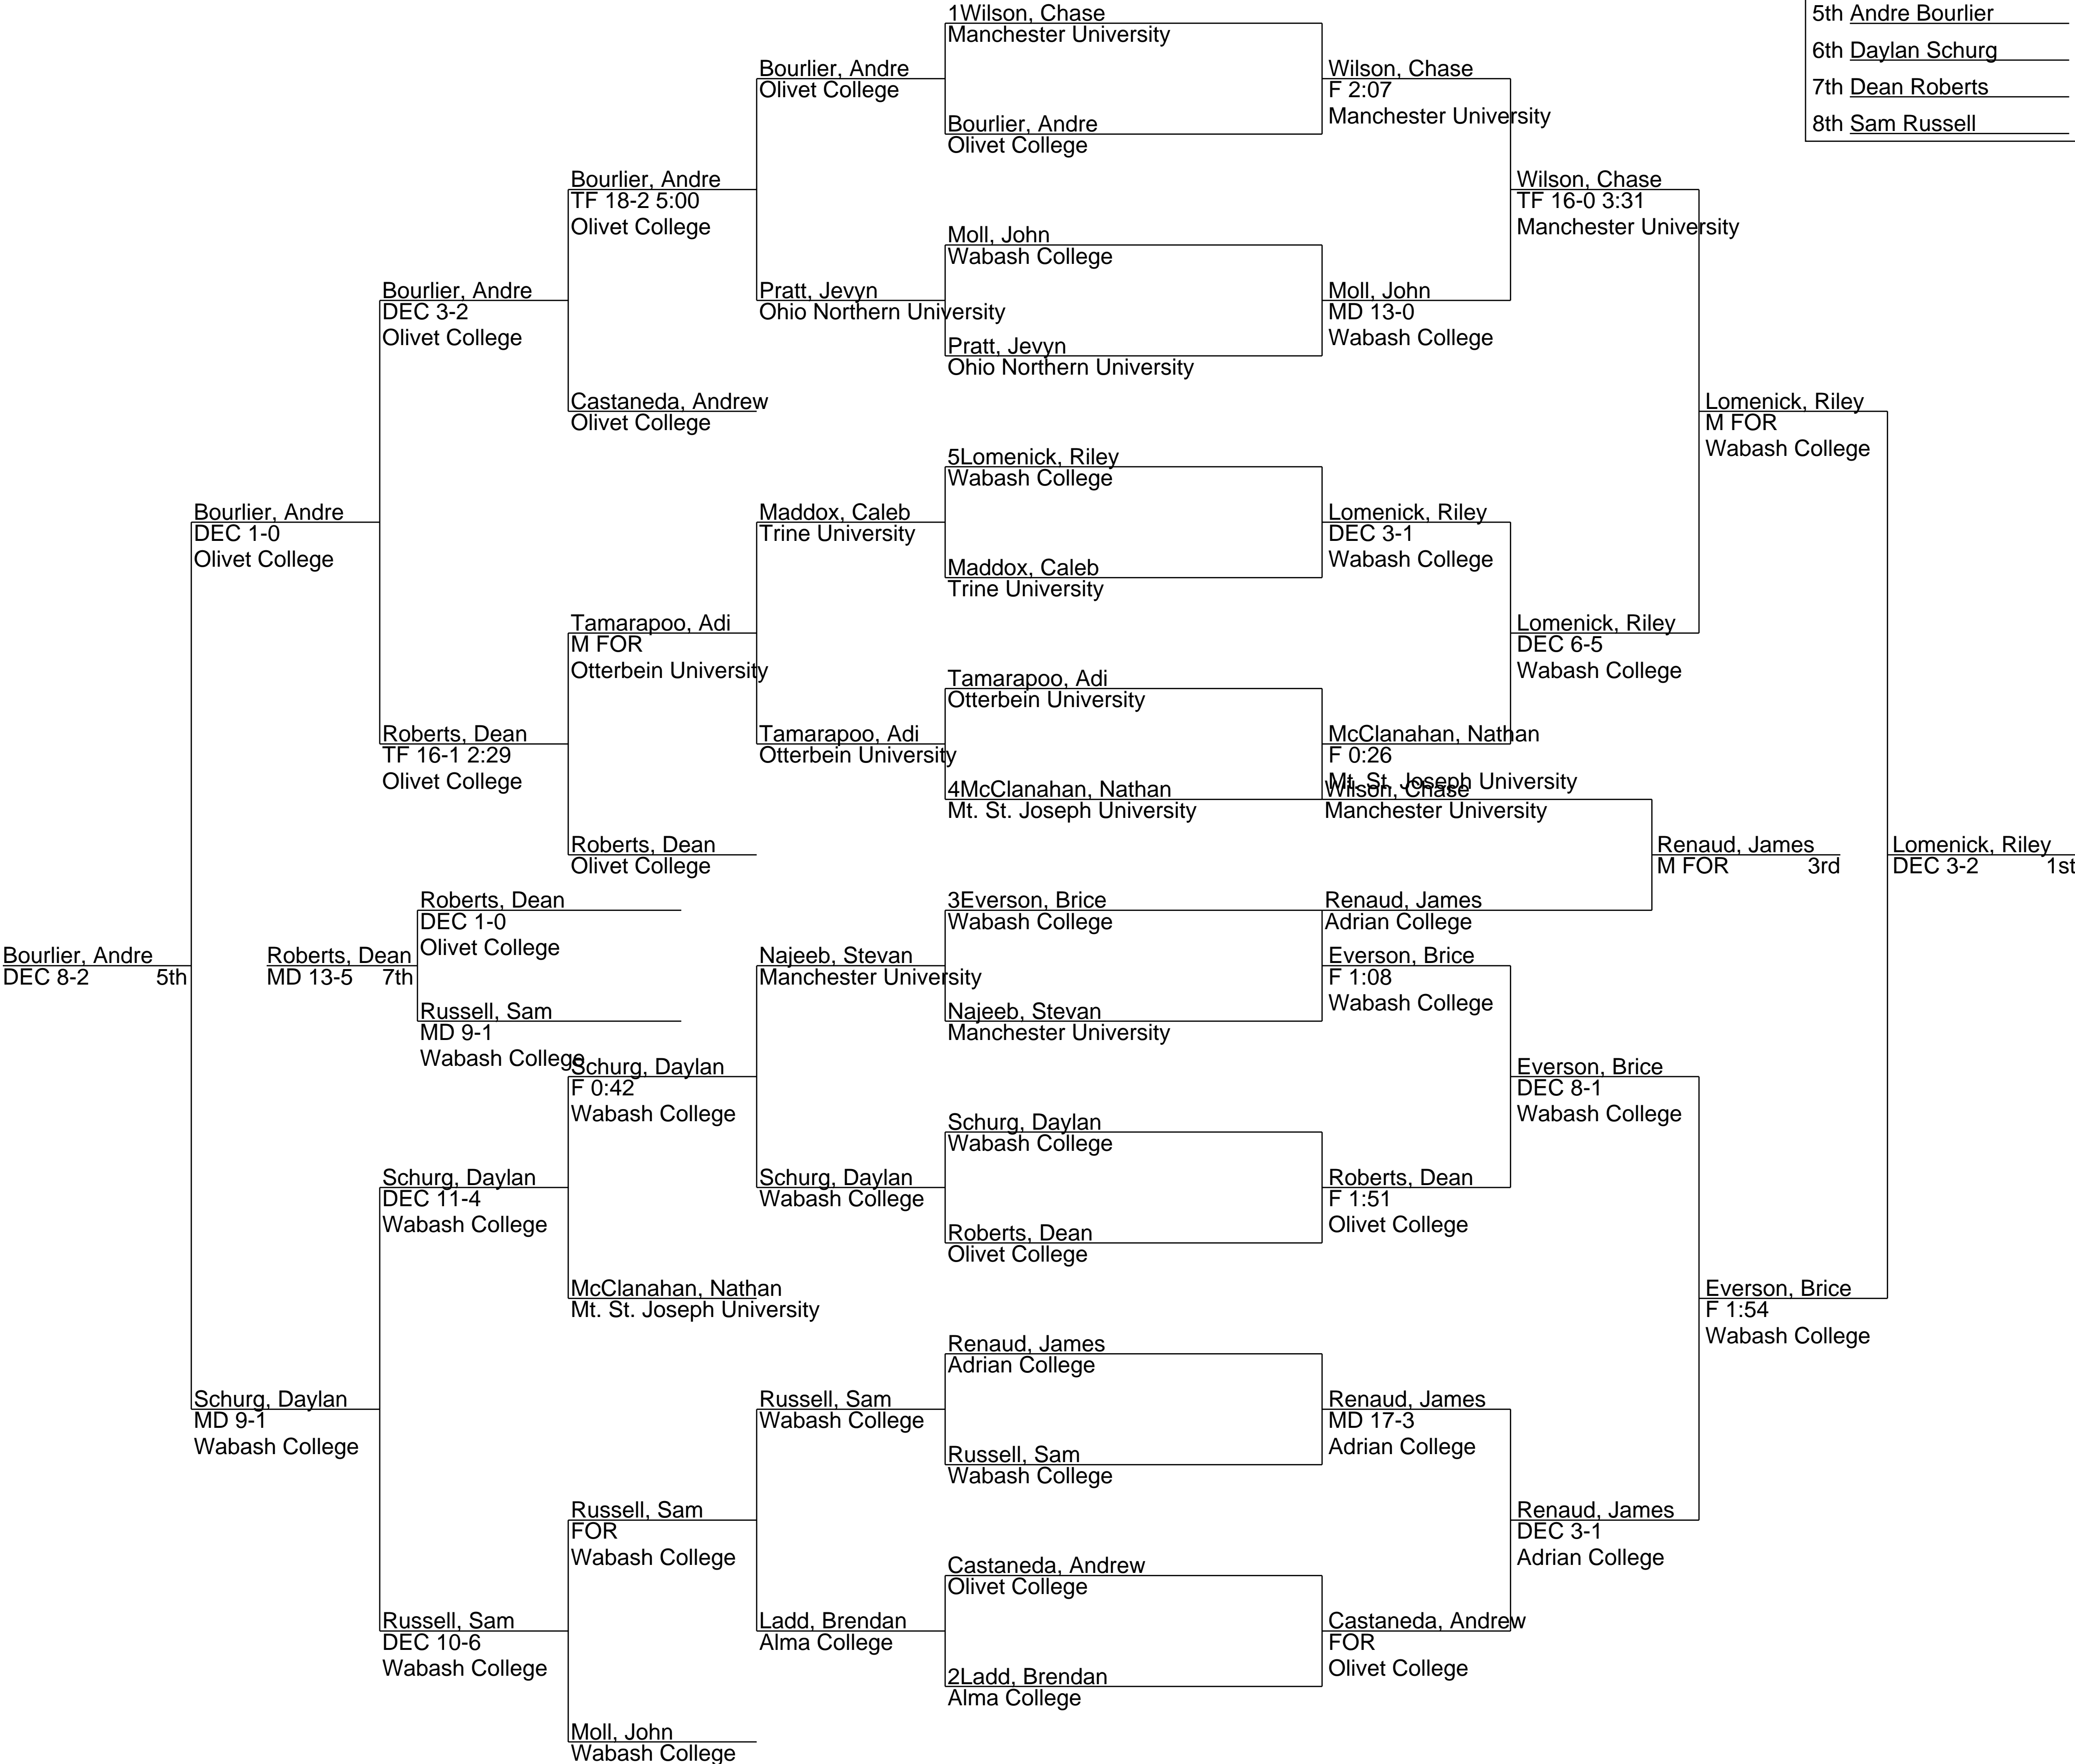 1Wilson, Chase
Manchester University
5th Andre Bourlier
6th Daylan Schurg
7th Dean Roberts
8th Sam Russell
Bourlier, Andre
Olivet College
Wilson, Chase
F 2:07
Manchester University
Bourlier, Andre
Olivet College
Bourlier, Andre
TF 18-2 5:00
Olivet College
Wilson, Chase
TF 16-0 3:31
Manchester University
Moll, John
Wabash College
Bourlier, Andre
DEC 3-2
Olivet College
Pratt, Jevyn
Ohio Northern University
Moll, John
MD 13-0
Wabash College
Pratt, Jevyn
Ohio Northern University
Castaneda, Andrew
Olivet College
Lomenick, Riley
M FOR
Wabash College
5Lomenick, Riley
Wabash College
Bourlier, Andre
DEC 1-0
Olivet College
Maddox, Caleb
Trine University
Lomenick, Riley
DEC 3-1
Wabash College
Maddox, Caleb
Trine University
Tamarapoo, Adi
M FOR
Otterbein University
Lomenick, Riley
DEC 6-5
Wabash College
Tamarapoo, Adi
Otterbein University
Roberts, Dean
TF 16-1 2:29
Olivet College
Tamarapoo, Adi
Otterbein University
McClanahan, Nathan
F 0:26
Mt. St. Joseph University
4McClanahan, Nathan
Mt. St. Joseph University
Wilson, Chase
Manchester University
Roberts, Dean
Olivet College
Renaud, James
M FOR 3rd
Lomenick, Riley
DEC 3-2 1st
Roberts, Dean
DEC 1-0
Olivet College
3Everson, Brice
Wabash College
Renaud, James
Adrian College
Bourlier, Andre
DEC 8-2 5th
Roberts, Dean
MD 13-5 7th
Najeeb, Stevan
Manchester University
Everson, Brice
F 1:08
Wabash College
Russell, Sam
MD 9-1
Wabash College
Najeeb, Stevan
Manchester University
Schurg, Daylan
F 0:42
Wabash College
Everson, Brice
DEC 8-1
Wabash College
Schurg, Daylan
Wabash College
Schurg, Daylan
DEC 11-4
Wabash College
Schurg, Daylan
Wabash College
Roberts, Dean
F 1:51
Olivet College
Roberts, Dean
Olivet College
McClanahan, Nathan
Mt. St. Joseph University
Everson, Brice
F 1:54
Wabash College
Renaud, James
Adrian College
Schurg, Daylan
MD 9-1
Wabash College
Russell, Sam
Wabash College
Renaud, James
MD 17-3
Adrian College
Russell, Sam
Wabash College
Russell, Sam
FOR
Wabash College
Renaud, James
DEC 3-1
Adrian College
Castaneda, Andrew
Olivet College
Russell, Sam
DEC 10-6
Wabash College
Ladd, Brendan
Alma College
Castaneda, Andrew
FOR
Olivet College
2Ladd, Brendan
Alma College
Moll, John
Wabash College